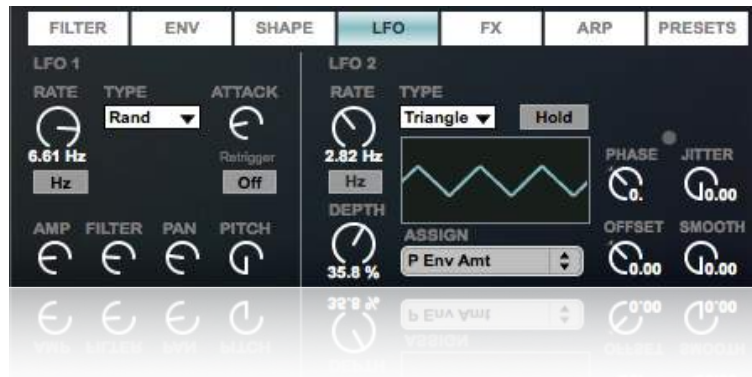 FILTER ENV SHAPE LFO FX ARP PRESETS
LFO 1
RATE TYPE ATTACK
Rand
6.61 Hz
Retrigger
Hz Off
AMP FILTER PAN PITCH
LFO 2
RATE TYPE
Triangle Hold
2.82 Hz
PHASE JITTER
0. 0.00
Hz
DEPTH
OFFSET SMOOTH
ASSIGN
P Env Amt
0.00 0.00
35.8 %